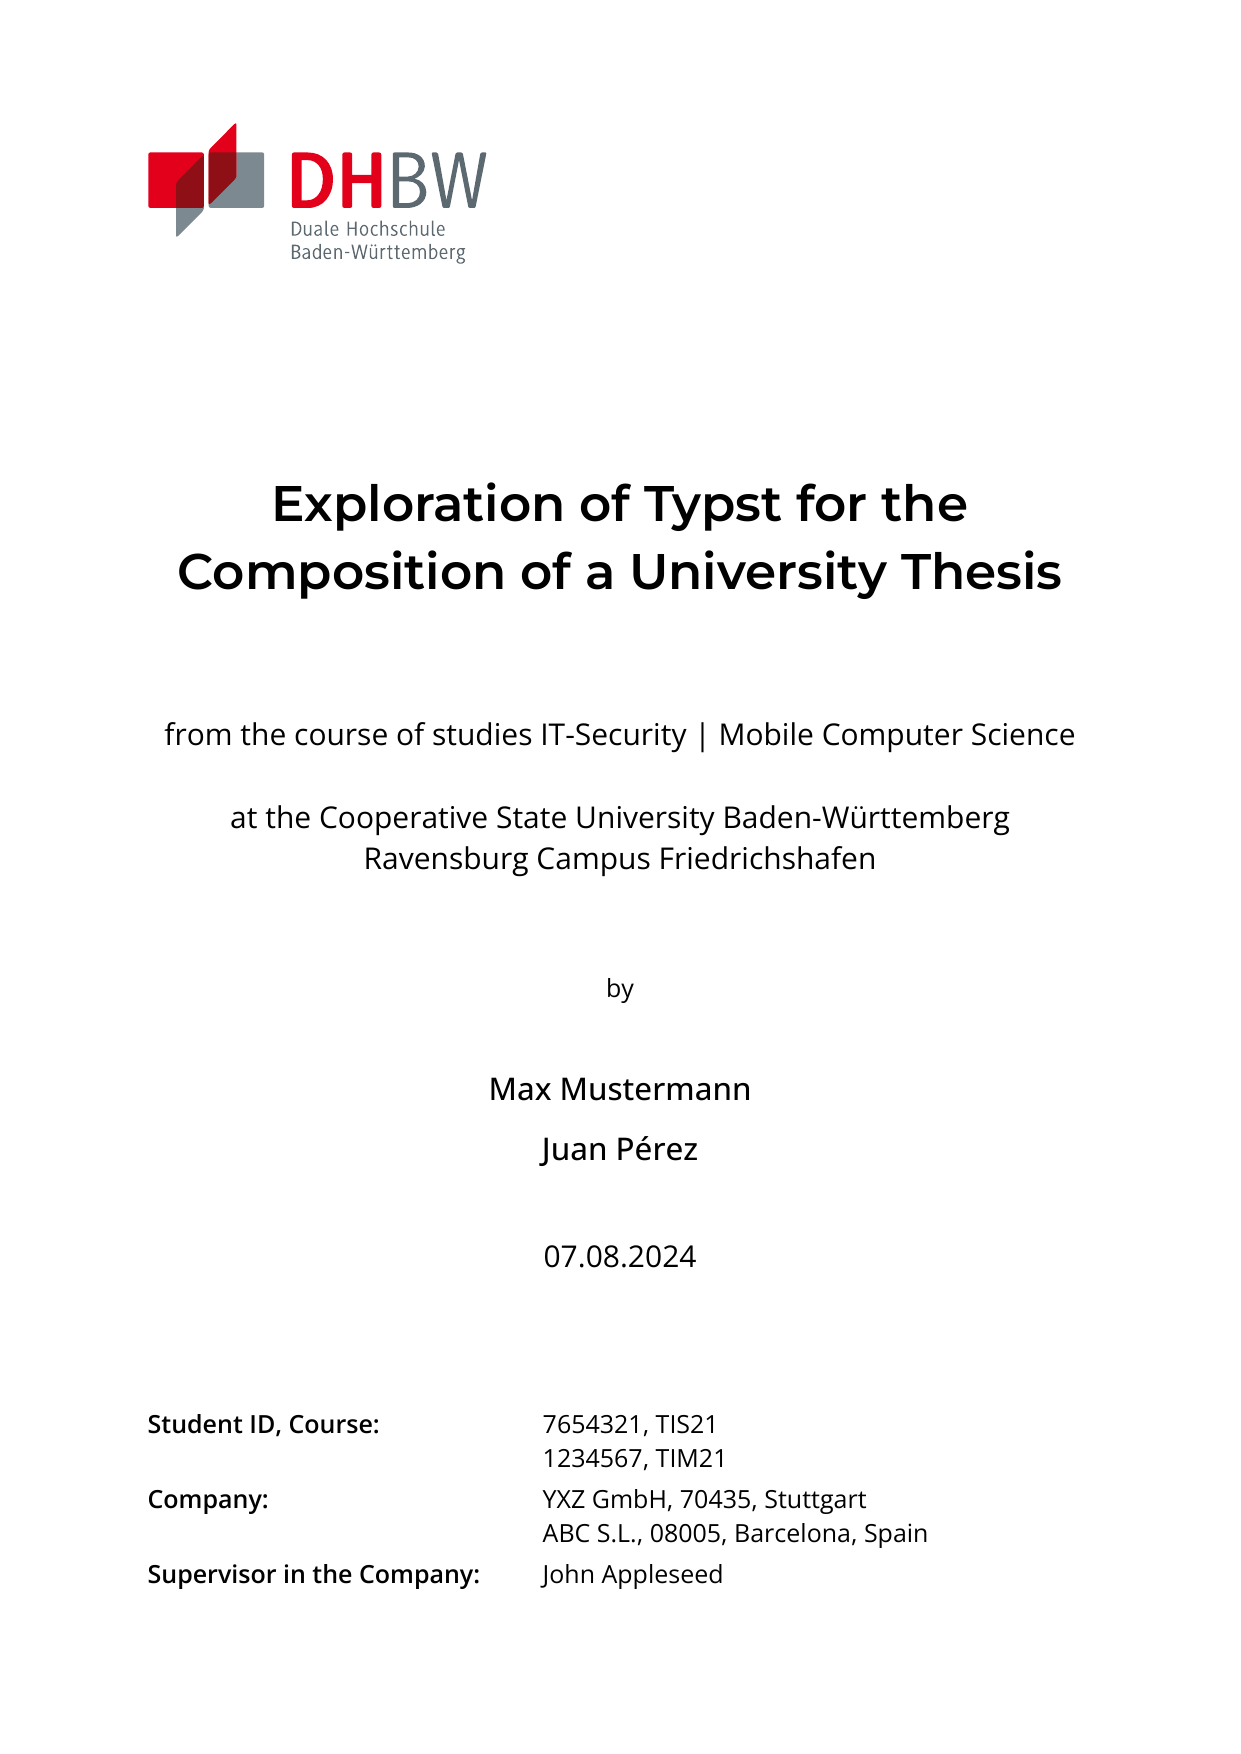 DHBW
Duale Hochschule
Baden-Württemberg
Exploration of Typst for the
Composition of a University Thesis
from the course of studies IT-Security | Mobile Computer Science
at the Cooperative State University Baden-Württemberg
Ravensburg Campus Friedrichshafen
by
Max Mustermann
Juan Pérez
07.08.2024
Student ID, Course: 7654321, TIS21
1234567, TIM21
Company: YXZ GmbH, 70435, Stuttgart
ABC S.L., 08005, Barcelona, Spain
Supervisor in the Company: John Appleseed